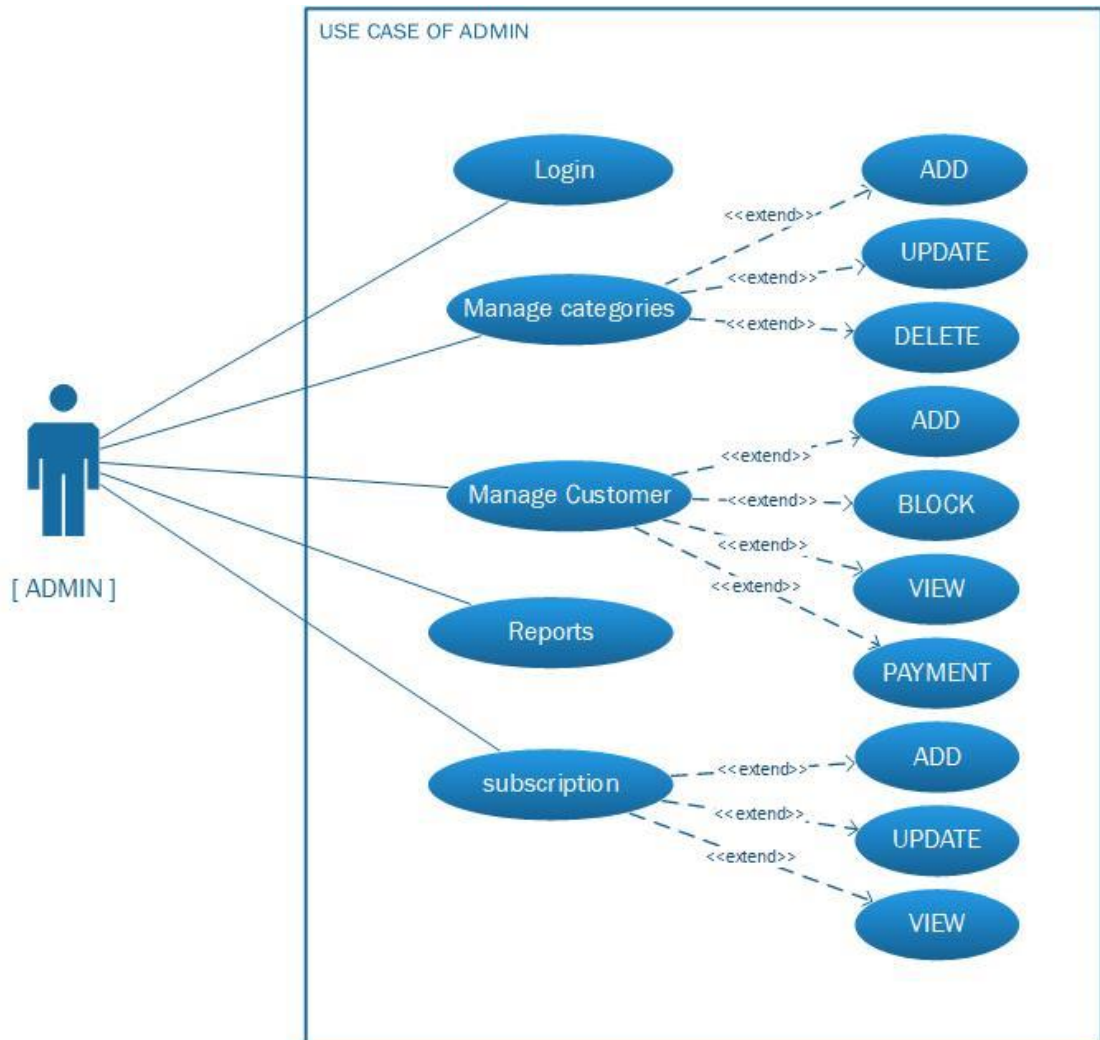 USE CASE OF ADMIN
Login
ADD
<<extend>>
UPDATE
<<extend>>
Manage categories
<<extend>>
DELETE
ADD
<<extend>>
Manage Customer
<<extend>>
BLOCK
<<extend>>
VIEW
<<extend>>
[ ADMIN ]
Reports
PAYMENT
ADD
<<extend>>
subscription
<<extend>>
UPDATE
<<extend>>
VIEW